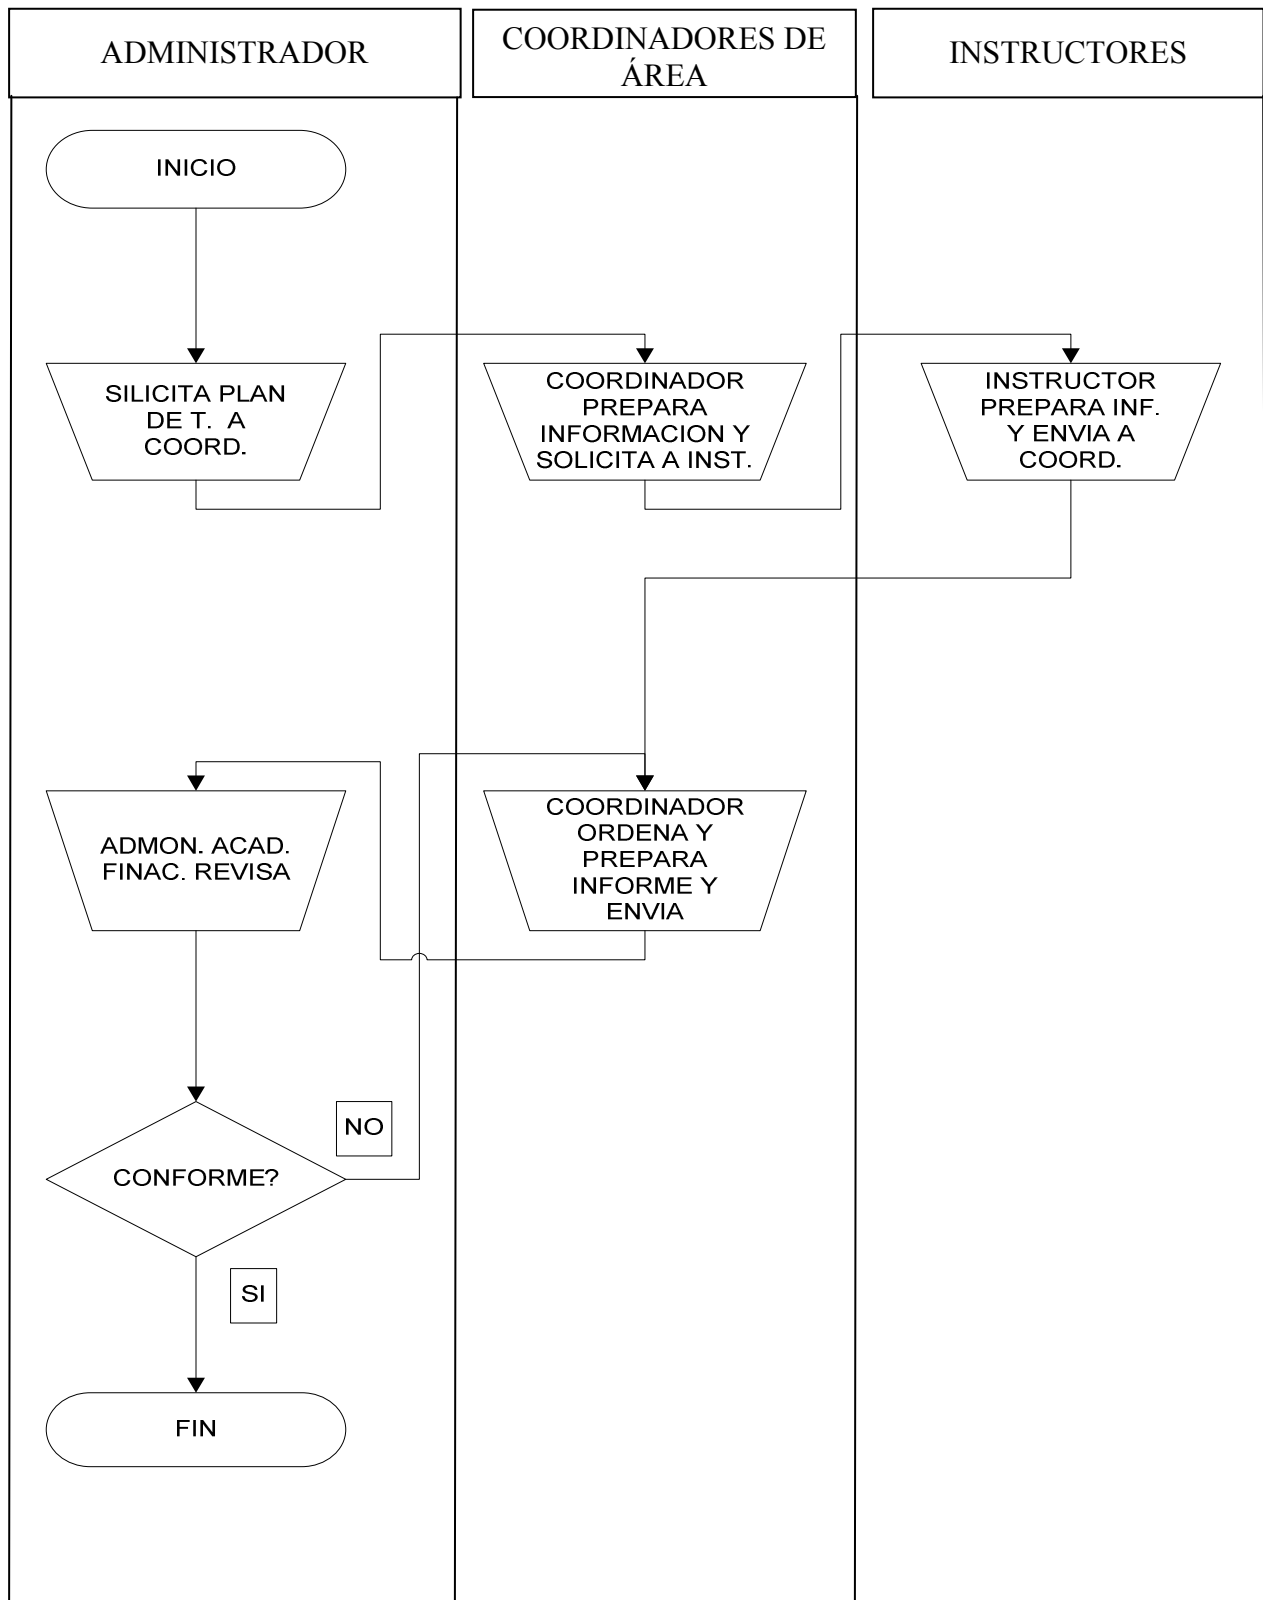 ADMINISTRADOR
COORDINADORES DE
ÁREA
INSTRUCTORES
INICIO
SILICITA PLAN
DE T. A
COORD.
COORDINADOR
PREPARA
INFORMACION Y
SOLICITA A INST.
INSTRUCTOR
PREPARA INF.
Y ENVIA A
COORD.
ADMON. ACAD.
FINAC. REVISA
COORDINADOR
ORDENA Y
PREPARA
INFORME Y
ENVIA
NO
CONFORME?
SI
FIN